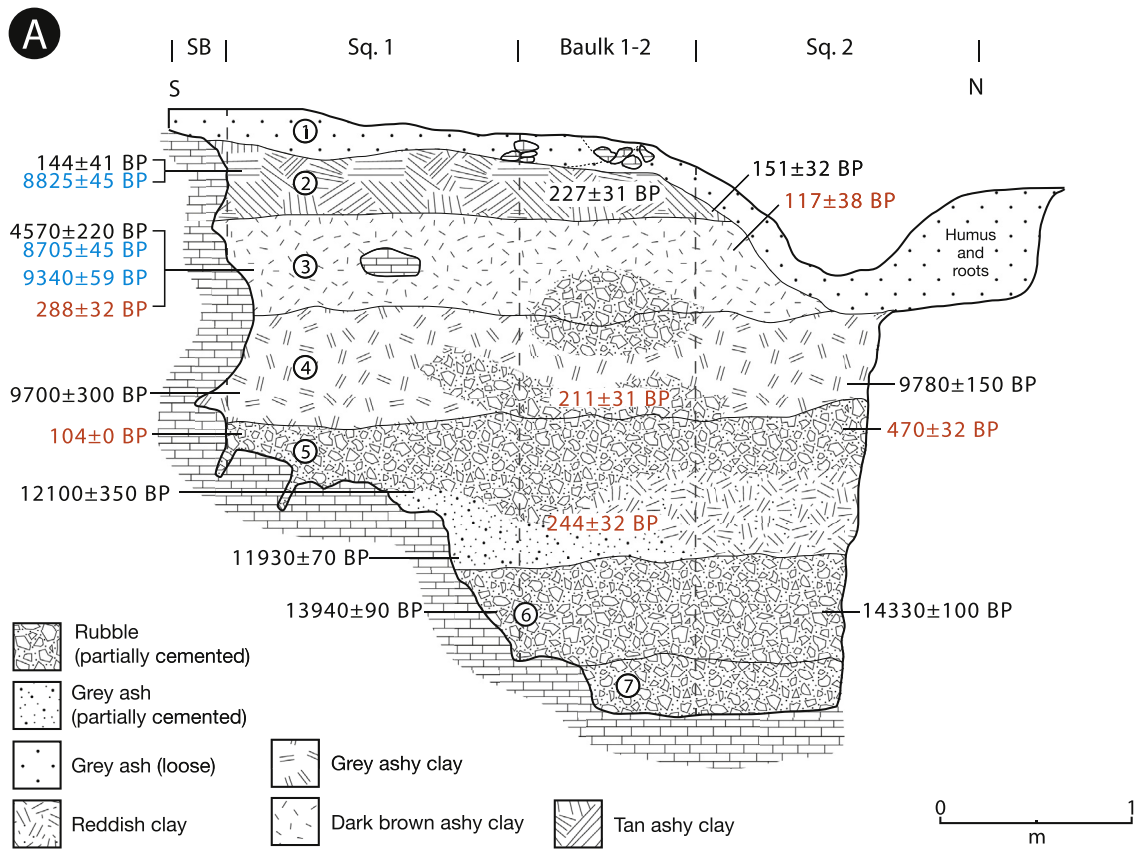 A
SB
Sq. 1
Baulk 1-2
Sq. 2
S
N
1
144±41 BP
8825±45 BP
2
227±31 BP
151±32 BP
117±38 BP
4570±220 BP
8705±45 BP
9340±59 BP
288±32 BP
3
Humus
and
roots
4
9700±300 BP
211±31 BP
9780±150 BP
104±0 BP
5
470±32 BP
12100±350 BP
244±32 BP
11930±70 BP
13940±90 BP
6
14330±100 BP
7
Rubble
(partially cemented)
Grey ash
(partially cemented)
Grey ash (loose)
Grey ashy clay
Reddish clay
Dark brown ashy clay
Tan ashy clay
0
1
m